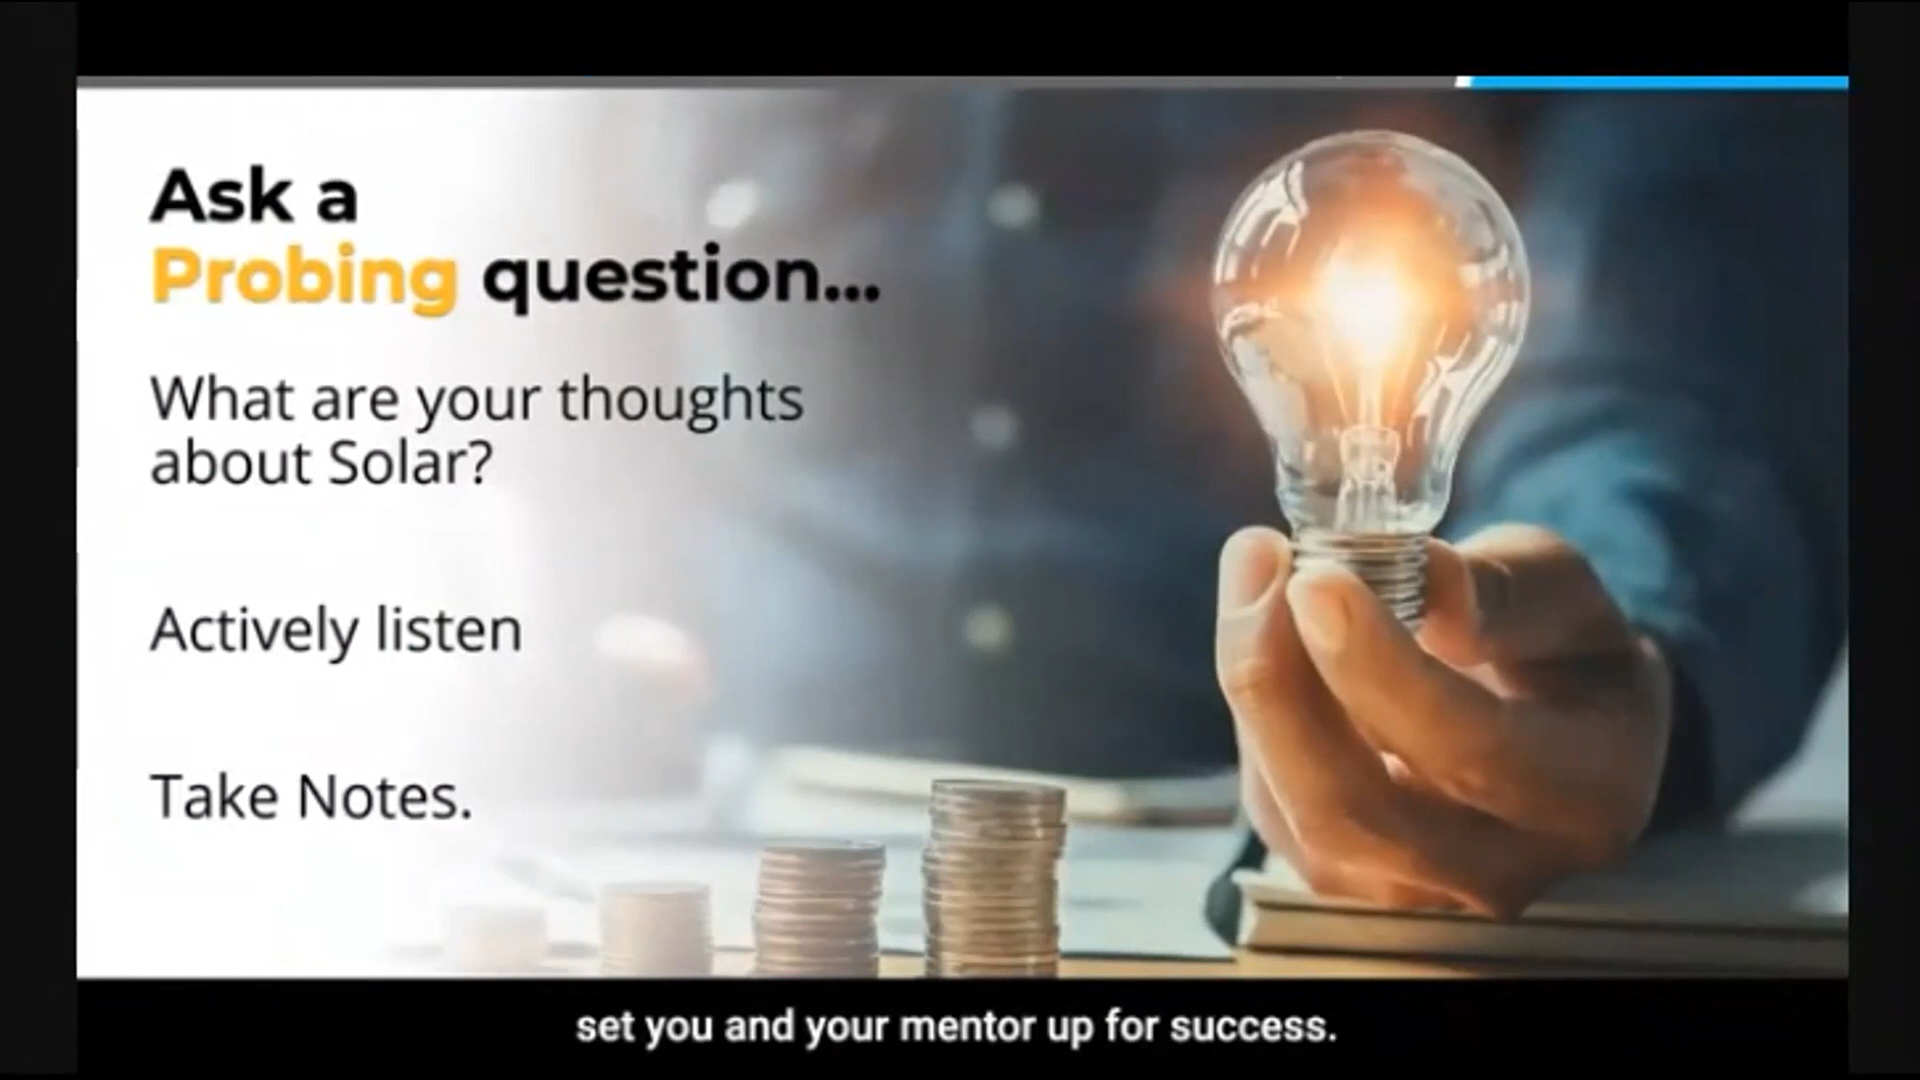 Ask a
Probing question...
What are your thoughts
about Solar?
Actively listen
Take Notes.
set you and your mentor up for success.